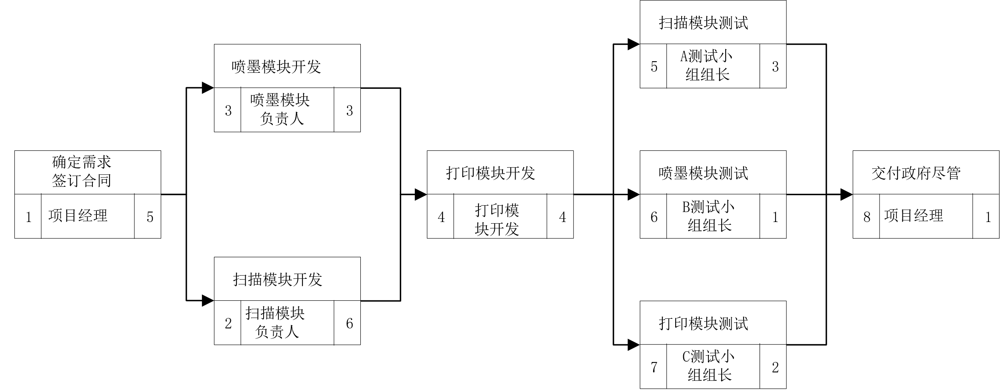 确定需求
签订合同
1
项目经理
5
喷墨模块开发
3
喷墨模块
负责人
3
扫描模块开发
2
扫描模块
负责人
6
打印模块开发
4
打印模
块开发
4
扫描模块测试
5
A测试小
组组长
3
喷墨模块测试
6
B测试小
组组长
1
打印模块测试
7
C测试小
组组长
2
交付政府尽管
8
项目经理
1